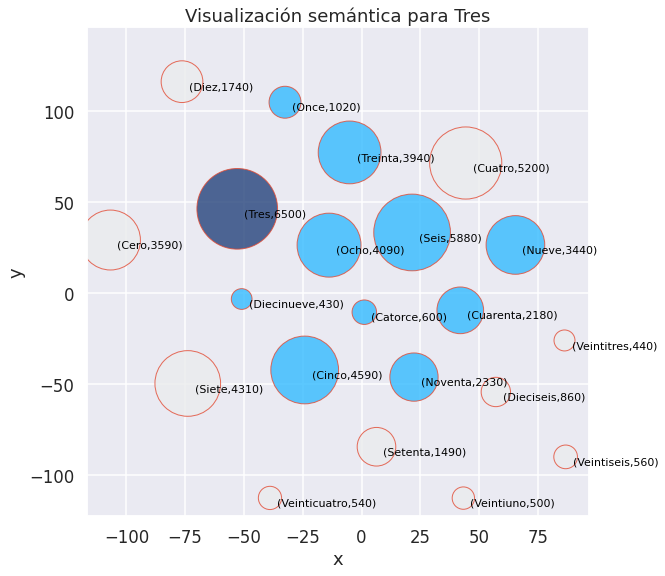 Visualización semántica para Tres
(Diez,1740)
(Once,1020)
(Treinta,3940)
(Cuatro,5200)
(Tres,6500)
(Cero,3590)
(Ocho,4090)
(Seis,5880)
(Nueve,3440)
(Diecinueve,430)
(Catorce,600)
(Cuarenta,2180)
(Veintitres,440)
(Siete,4310)
(Cinco,4590)
(Noventa,2330)
(Dieciseis,860)
(Setenta,1490)
(Veintiseis,560)
(Veinticuatro,540)
(Veintiuno,500)
100
50
0
−50
−100
y
−100 −75 −50 −25 0 25 50 75
x